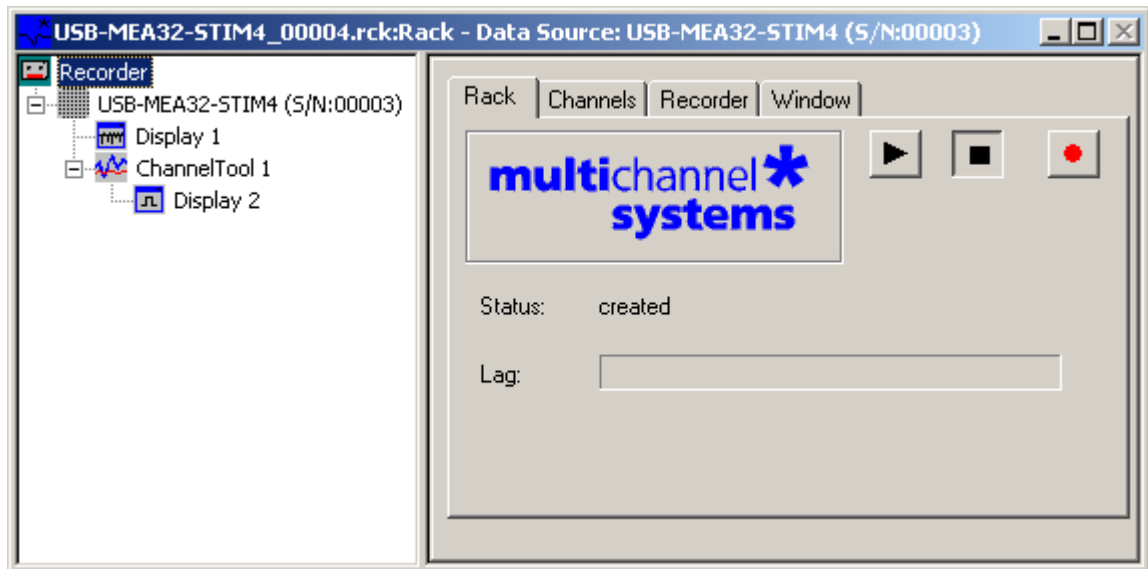 USB-MEA32-STIM4_00004.rck:Rack - Data Source: USB-MEA32-STIM4 (S/N:00003)
Recorder
USB-MEA32-STIM4 (S/N:00003)
Display 1
ChannelTool 1
Display 2
Rack Channels Recorder Window
multichannel
systems
Status: created
Lag: